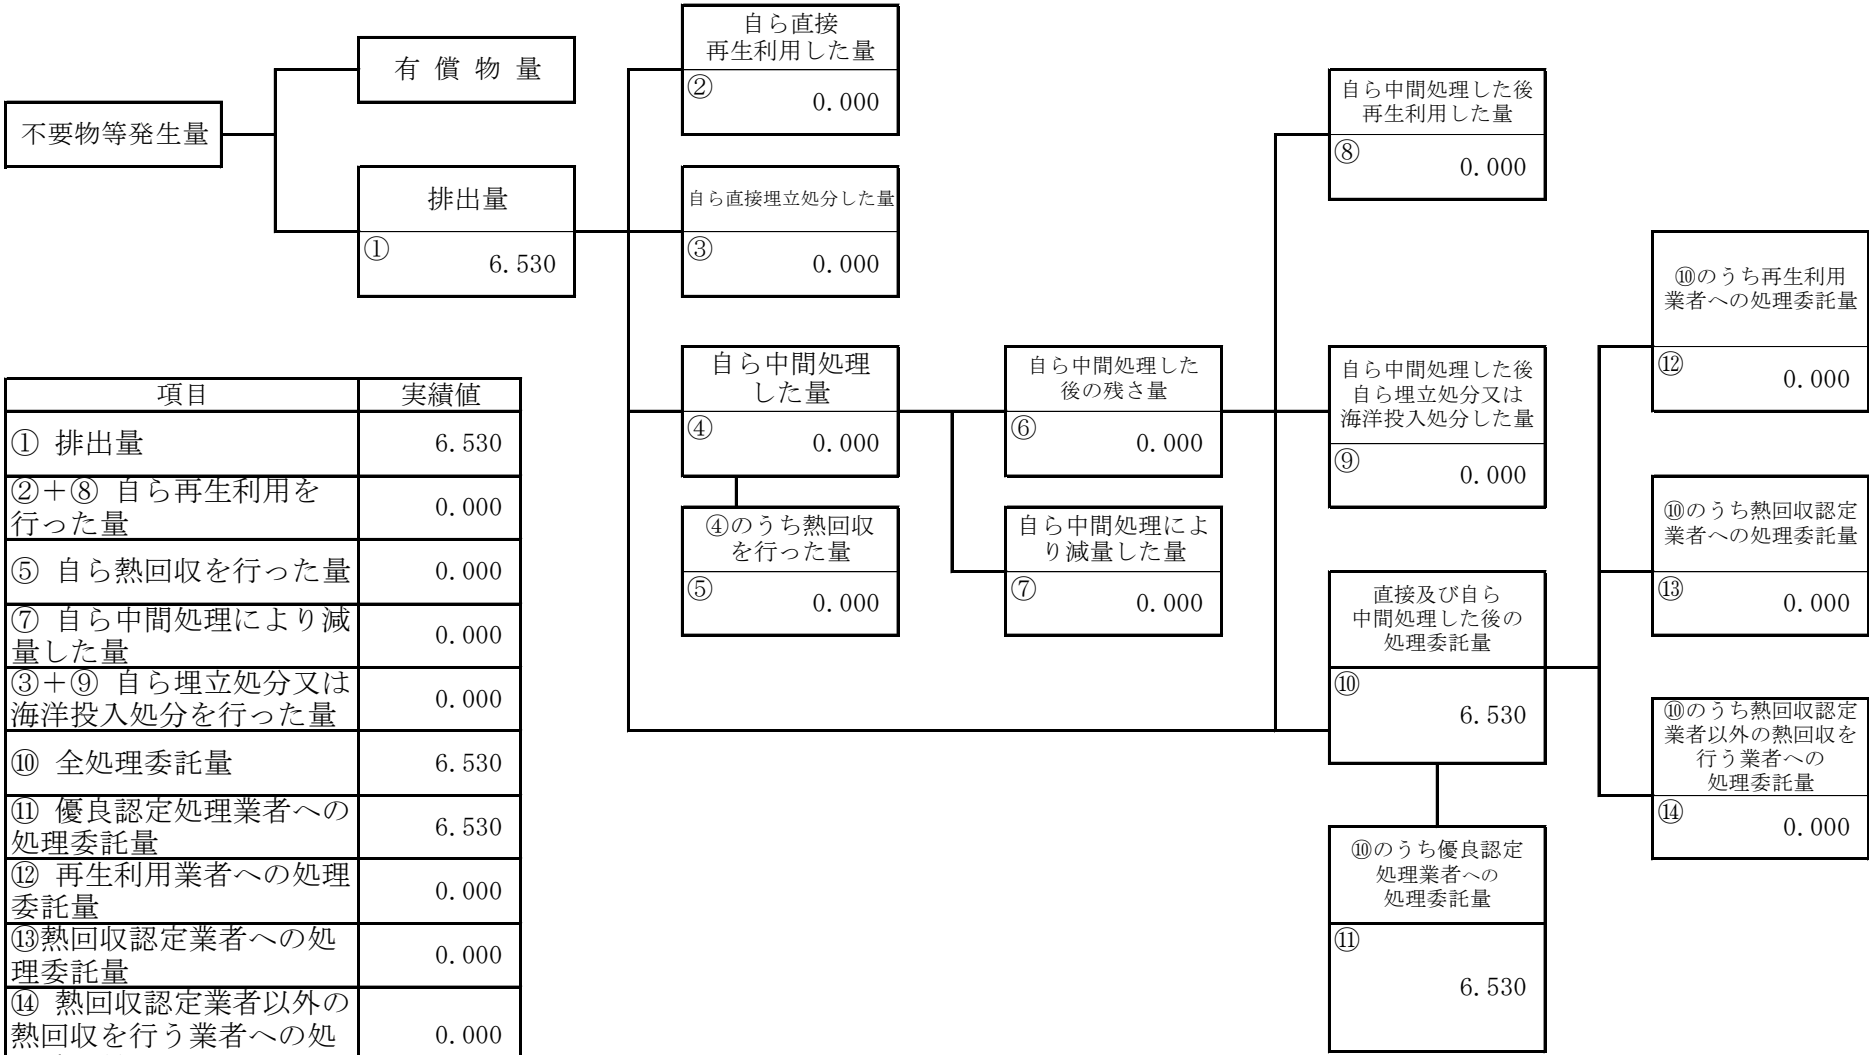 不要物等発生量
有 償 物 量
排出量
①
6.530
自ら直接
再生利用した量
②
0.000
自ら直接埋立処分した量
③
0.000
自ら中間処理
した量
④
0.000
④のうち熱回収
を行った量
⑤
0.000
自ら中間処理した
後の残さ量
⑥
0.000
自ら中間処理によ
り減量した量
⑦
0.000
自ら中間処理した後
再生利用した量
⑧
0.000
自ら中間処理した後
自ら埋立処分又は
海洋投入処分した量
⑨
0.000
直接及び自ら
中間処理した後の
処理委託量
⑩
6.530
⑩のうち優良認定
処理業者への
処理委託量
⑪
6.530
⑩のうち再生利用
業者への処理委託量
⑫
0.000
⑩のうち熱回収認定
業者への処理委託量
⑬
0.000
⑩のうち熱回収認定
業者以外の熱回収を
行う業者への
処理委託量
⑭
0.000
項目 実績値
① 排出量 6.530
②＋⑧ 自ら再生利用を
行った量
0.000
⑤ 自ら熱回収を行った量 0.000
⑦ 自ら中間処理により減
量した量
0.000
③＋⑨ 自ら埋立処分又は
海洋投入処分を行った量
0.000
⑩ 全処理委託量 6.530
⑪ 優良認定処理業者への
処理委託量
6.530
⑫ 再生利用業者への処理
委託量
0.000
⑬熱回収認定業者への処
理委託量
0.000
⑭ 熱回収認定業者以外の
熱回収を行う業者への処
0.000